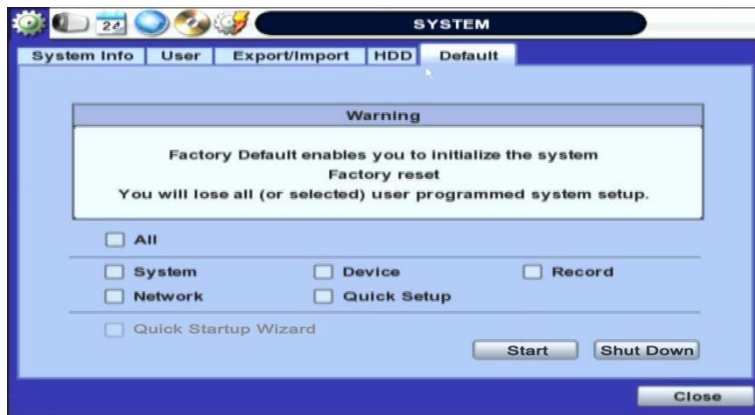 24
SYSTEM
System Info User Export/Import HDD Default
Warning
Factory Default enables you to initialize the system
Factory reset
You will lose all (or selected) user programmed system setup.
All
System Device Record
Network Quick Setup
Quick Startup Wizard
Start Shut Down
Close